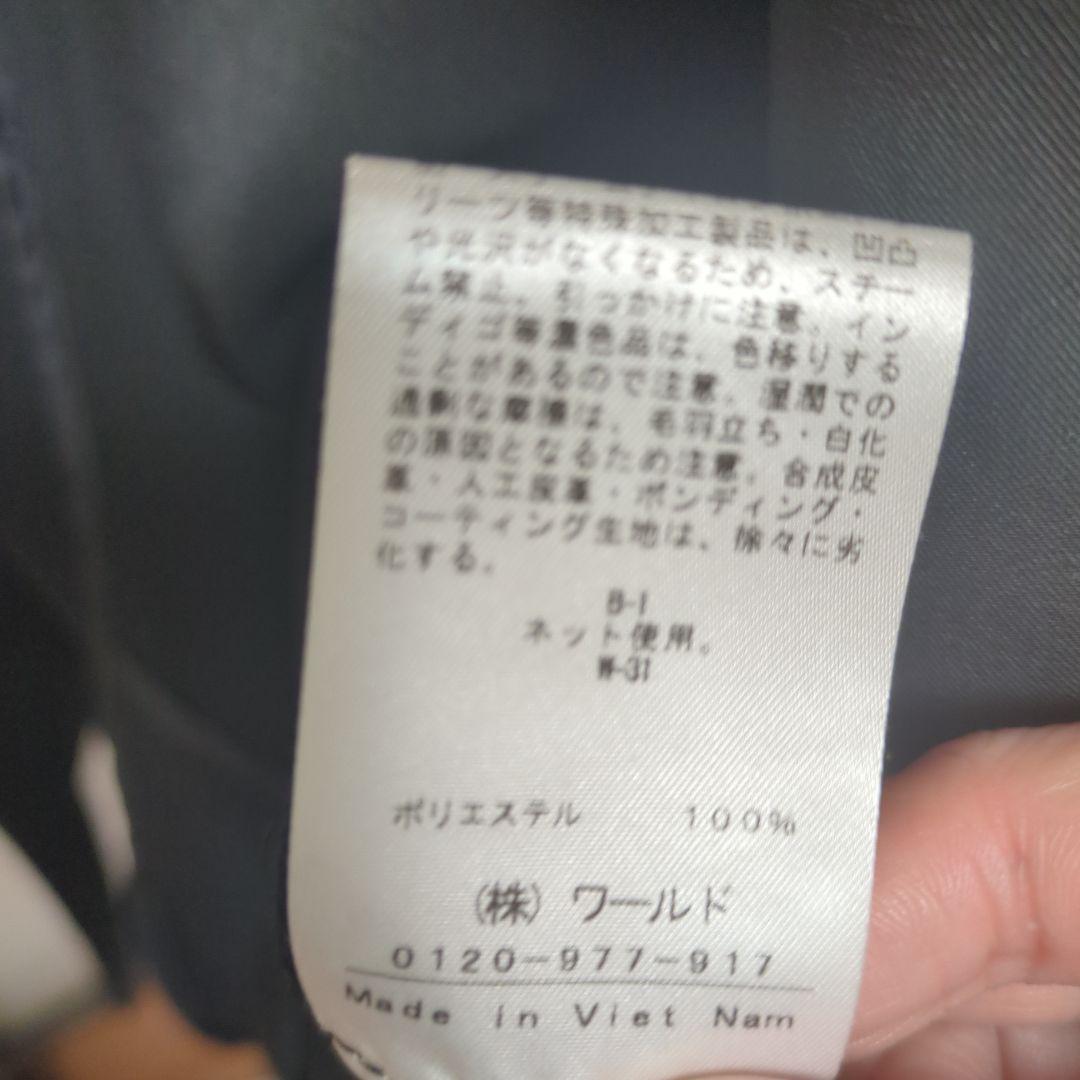 リーツ等特殊加工製品は、凹凸
や光沢がなくなるため、スチー
ム禁止。引っかけに注意。イン
ディゴ等濃色品は、色移りする
ことがあるので注意。湿潤での
過剰な摩擦は、毛羽立ち・白化
の原因となるため注意。合成皮
革・人工皮革・ボンディング・
コーティング生地は、徐々に劣
化する。
B-1
ネット使用。
W-31
ポリエステル 100%
(株)ワールド
0120-977-917
Made in Viet Nam